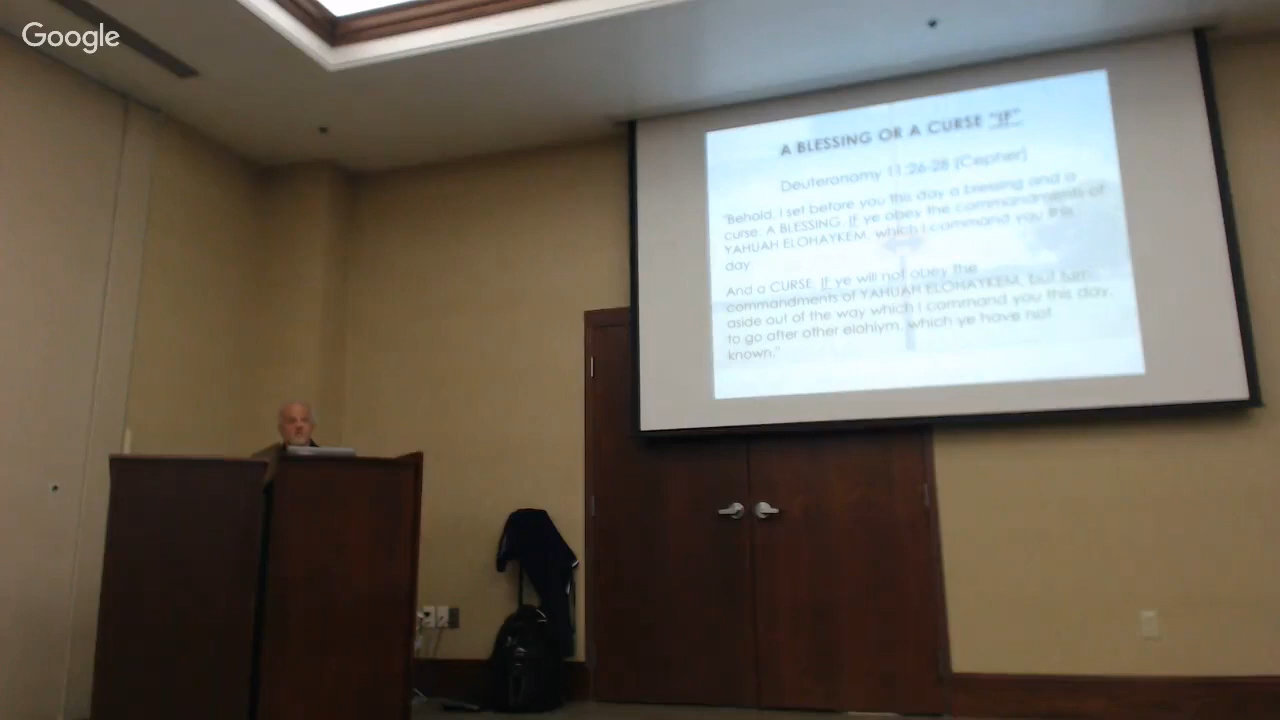 Google
A BLESSING OR A CURSE "IF"
Deuteronomy 11:26-28 (Cepher)
"Behold, I set before you this day a blessing and a
curse. A BLESSING, IF ye obey the commandments of
YAHUAH ELOHAYKEM, which I command you this
day
And a CURSE, IF ye will not obey the
commandments of YAHUAH ELOHAYKEM, but turn
aside out of the way which I command you this day,
to go after other elohiym, which ye have not
known."